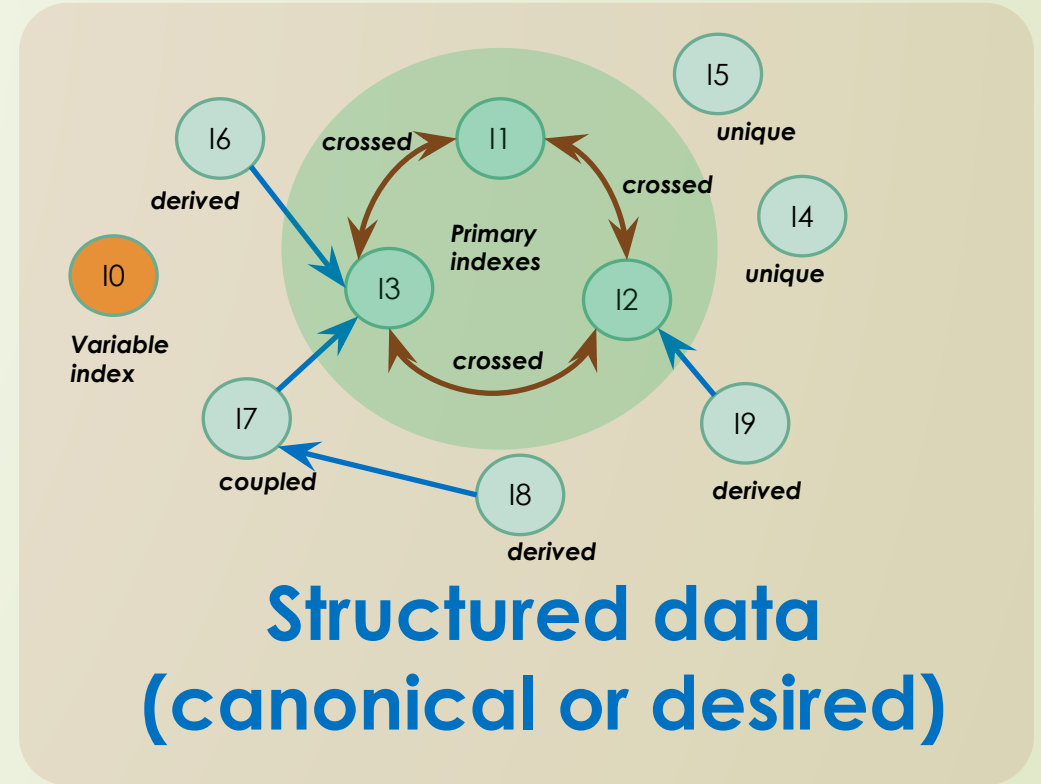 I5
unique
I6
crossed
I1
derived
crossed
I4
unique
Primary
indexes
I0
I3
I2
Variable
index
crossed
I7
coupled
I9
derived
I8
derived
Structured data
(canonical or desired)